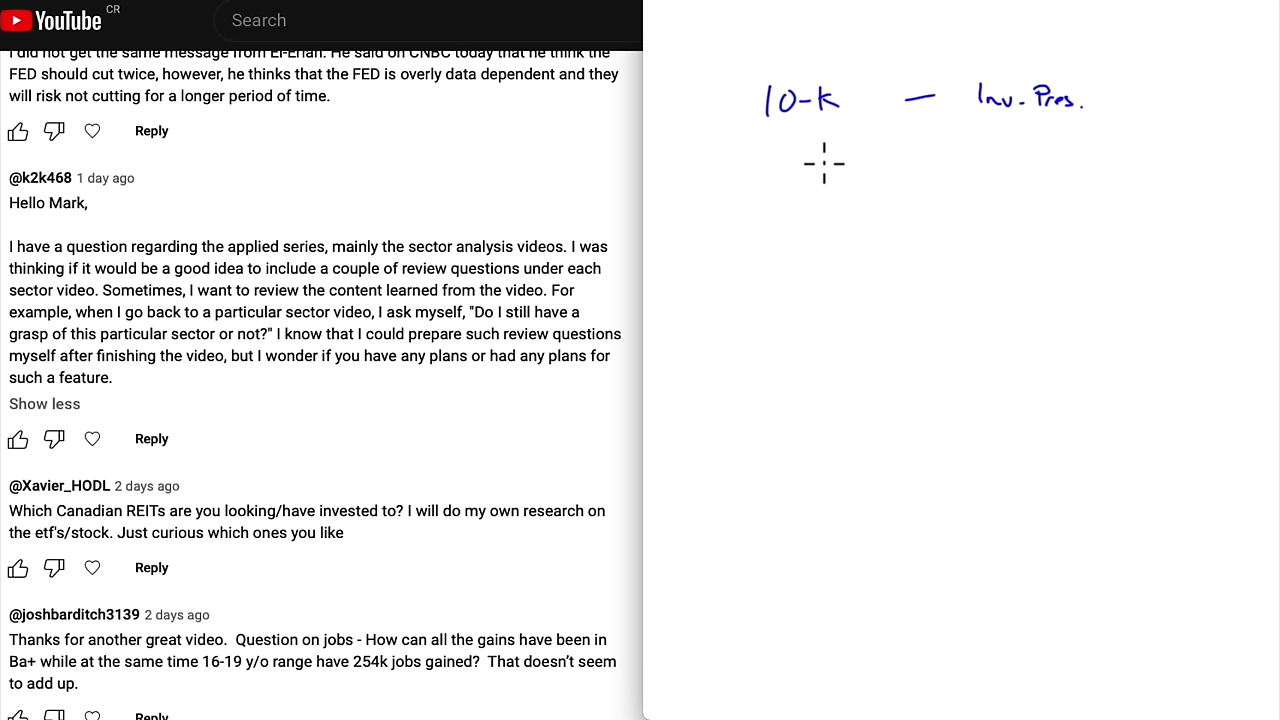 YouTube CR
Search
I did not get the same message from El-Erian. He said on CNBC today that he think the
FED should cut twice, however, he thinks that the FED is overly data dependent and they
will risk not cutting for a longer period of time.
Reply
@k2k468 1 day ago
Hello Mark,
I have a question regarding the applied series, mainly the sector analysis videos. I was
thinking if it would be a good idea to include a couple of review questions under each
sector video. Sometimes, I want to review the content learned from the video. For
example, when I go back to a particular sector video, I ask myself, "Do I still have a
grasp of this particular sector or not?" I know that I could prepare such review questions
myself after finishing the video, but I wonder if you have any plans or had any plans for
such a feature.
Show less
Reply
@Xavier_HODL 2 days ago
Which Canadian REITs are you looking/have invested to? I will do my own research on
the etf's/stock. Just curious which ones you like
Reply
@joshbarditch3139 2 days ago
Thanks for another great video.  Question on jobs - How can all the gains have been in
Ba+ while at the same time 16-19 y/o range have 254k jobs gained?  That doesn't seem
to add up.
Reply
10-K — Inv. Pres.